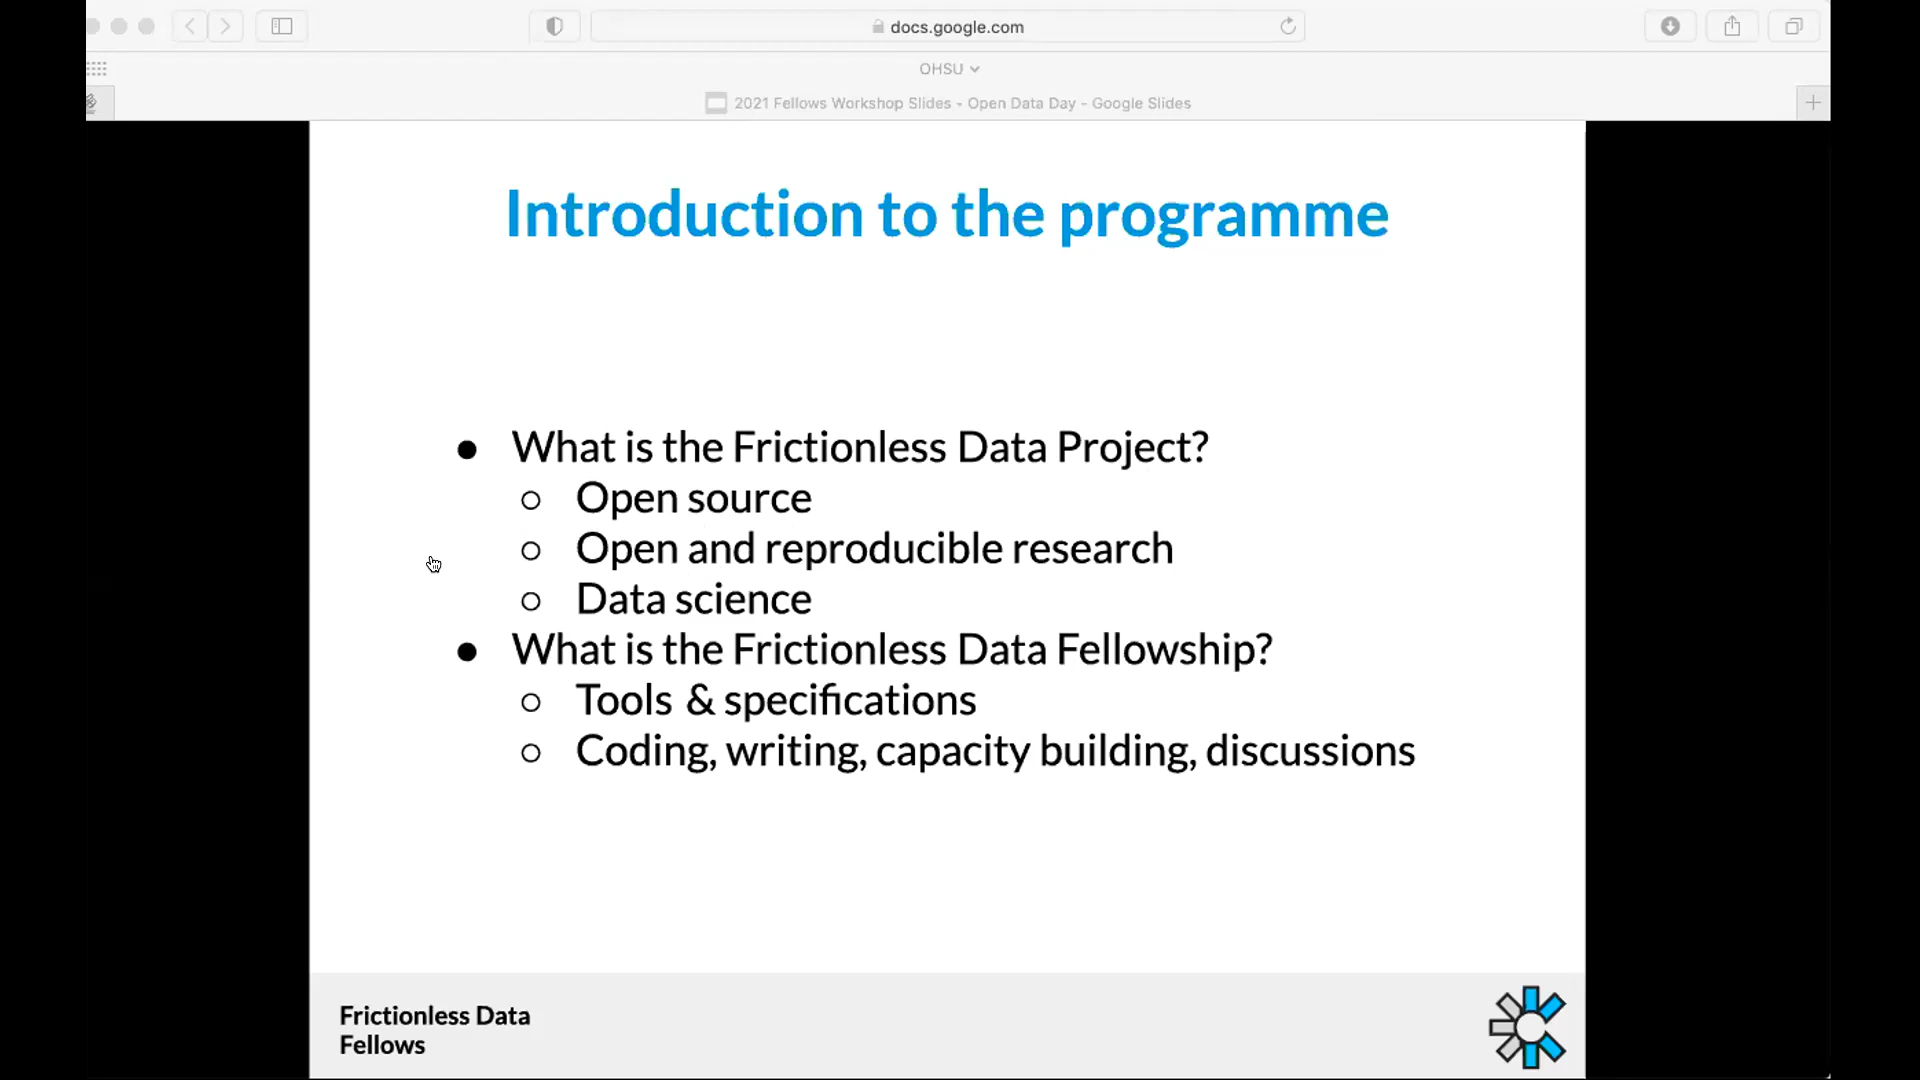 docs.google.com
OHSU
2021 Fellows Workshop Slides - Open Data Day - Google Slides
Introduction to the programme
● What is the Frictionless Data Project?
○ Open source
○ Open and reproducible research
○ Data science
● What is the Frictionless Data Fellowship?
○ Tools & specifications
○ Coding, writing, capacity building, discussions
Frictionless Data
Fellows